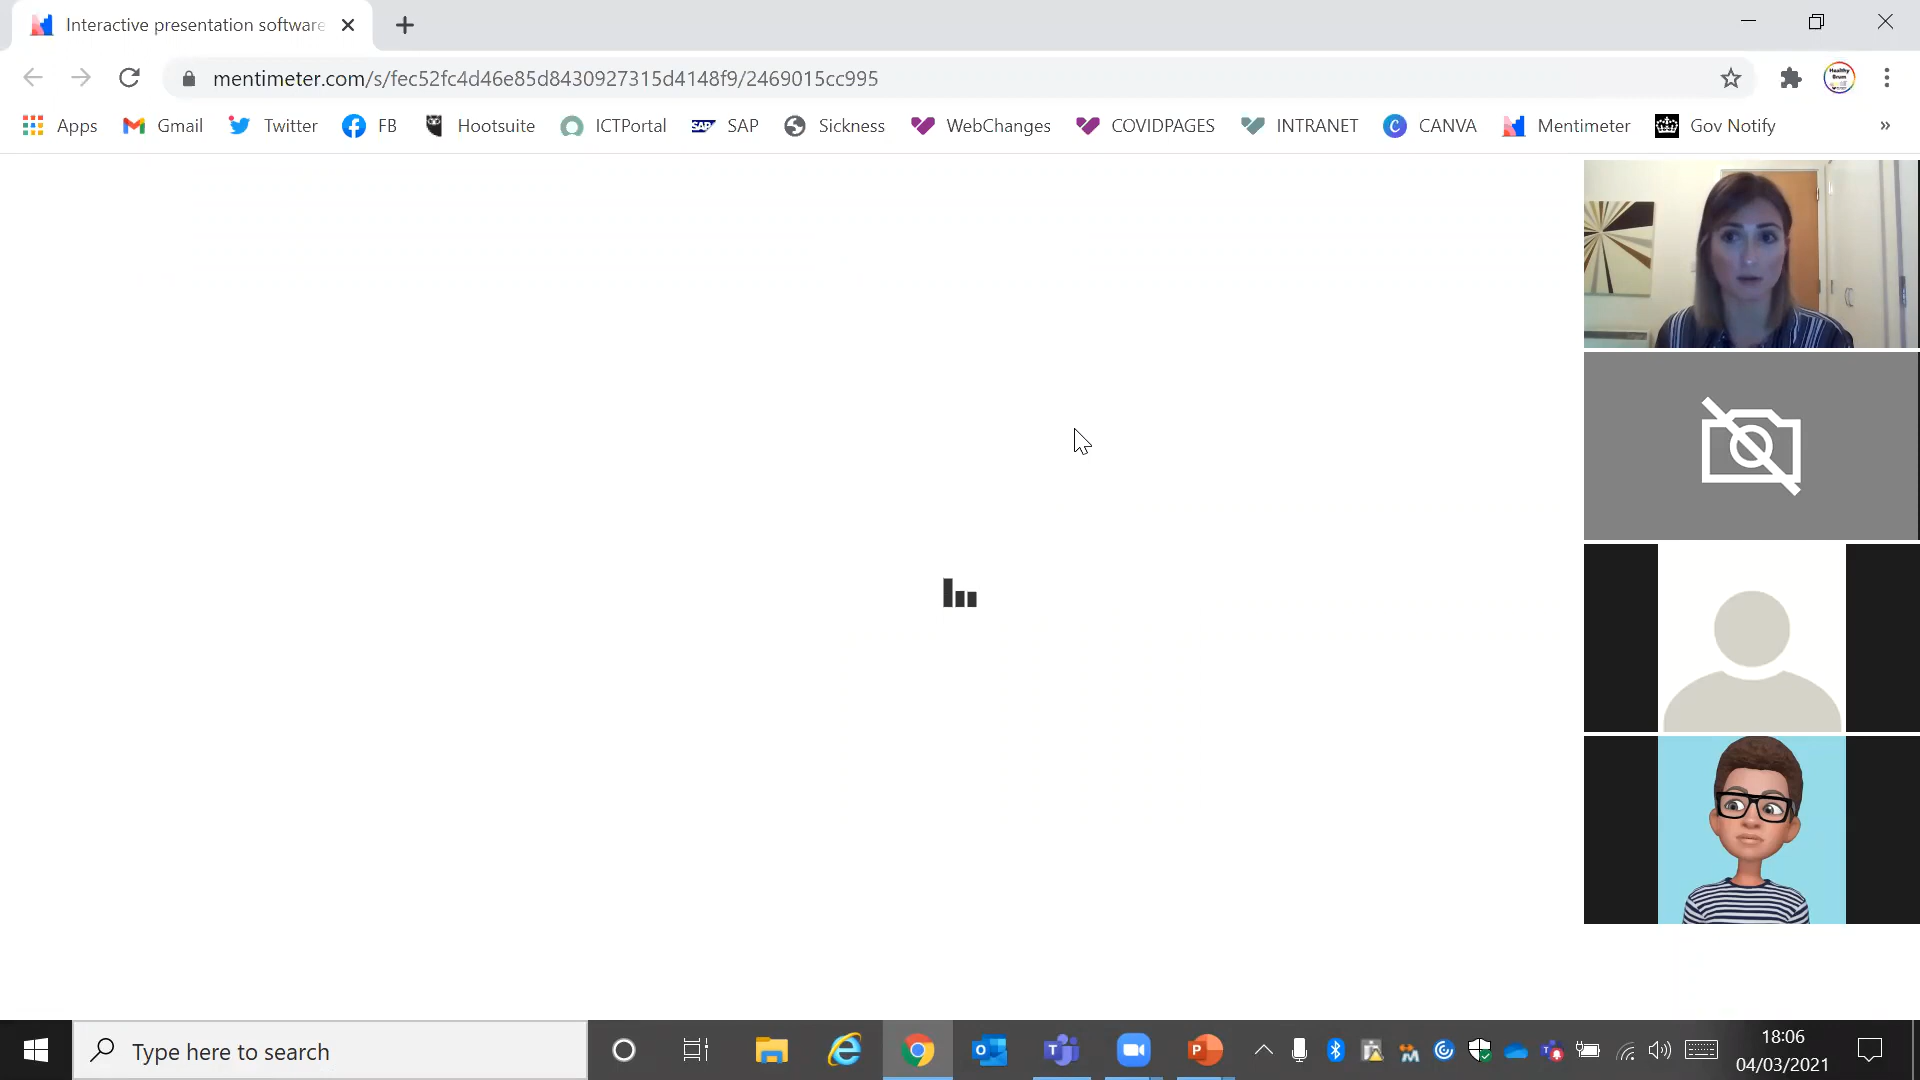 Interactive presentation software
mentimeter.com/s/fec52fc4d46e85d8430927315d4148f9/2469015cc995
Apps Gmail Twitter FB Hootsuite ICTPortal SAP Sickness WebChanges COVIDPAGES INTRANET CANVA Mentimeter Gov Notify »
Type here to search
18:06
04/03/2021